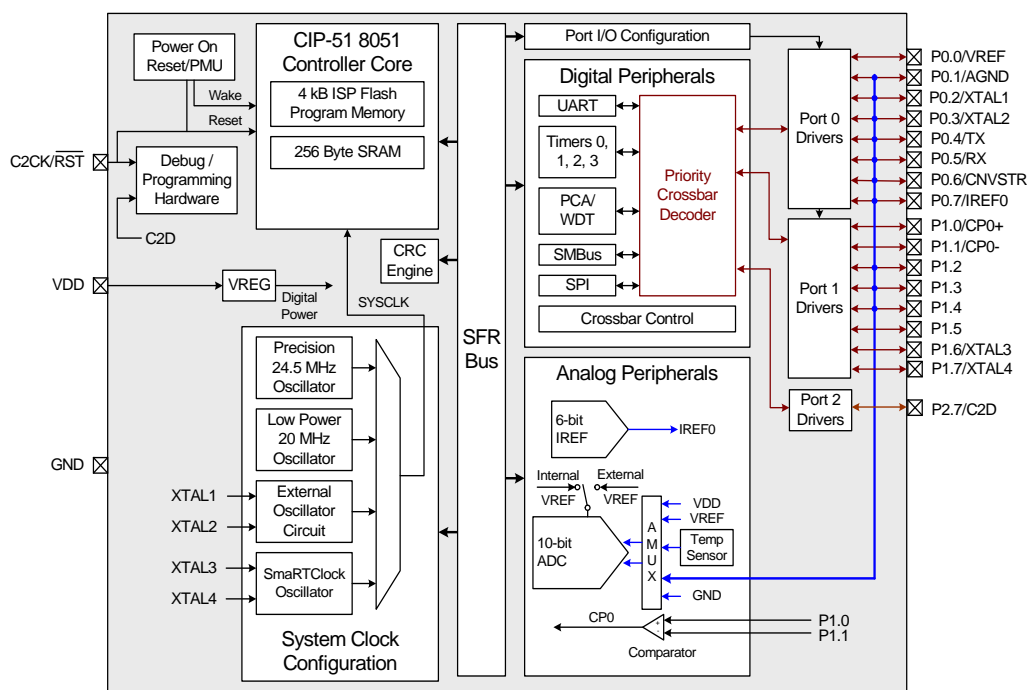 Power On
Reset/PMU
CIP-51 8051
Controller Core
4 kB ISP Flash
Program Memory
256 Byte SRAM
Wake
Reset
C2CK/RST
Debug /
Programming
Hardware
C2D
VDD
VREG
Digital
Power
SYSCLK
CRC
Engine
GND
Precision
24.5 MHz
Oscillator
Low Power
20 MHz
Oscillator
XTAL1
XTAL2
External
Oscillator
Circuit
XTAL3
XTAL4
SmaRTClock
Oscillator
System Clock
Configuration
SFR
Bus
Port I/O Configuration
Digital Peripherals
UART
Timers 0,
1, 2, 3
PCA/
WDT
SMBus
SPI
Priority
Crossbar
Decoder
Crossbar Control
Analog Peripherals
6-bit
IREF
IREF0
Internal
VREF
External
VREF
10-bit
ADC
A
M
U
X
VDD
VREF
Temp
Sensor
GND
CP0
+
-
Comparator
P1.0
P1.1
Port 0
Drivers
Port 1
Drivers
Port 2
Drivers
P0.0/VREF
P0.1/AGND
P0.2/XTAL1
P0.3/XTAL2
P0.4/TX
P0.5/RX
P0.6/CNVSTR
P0.7/IREF0
P1.0/CP0+
P1.1/CP0-
P1.2
P1.3
P1.4
P1.5
P1.6/XTAL3
P1.7/XTAL4
P2.7/C2D